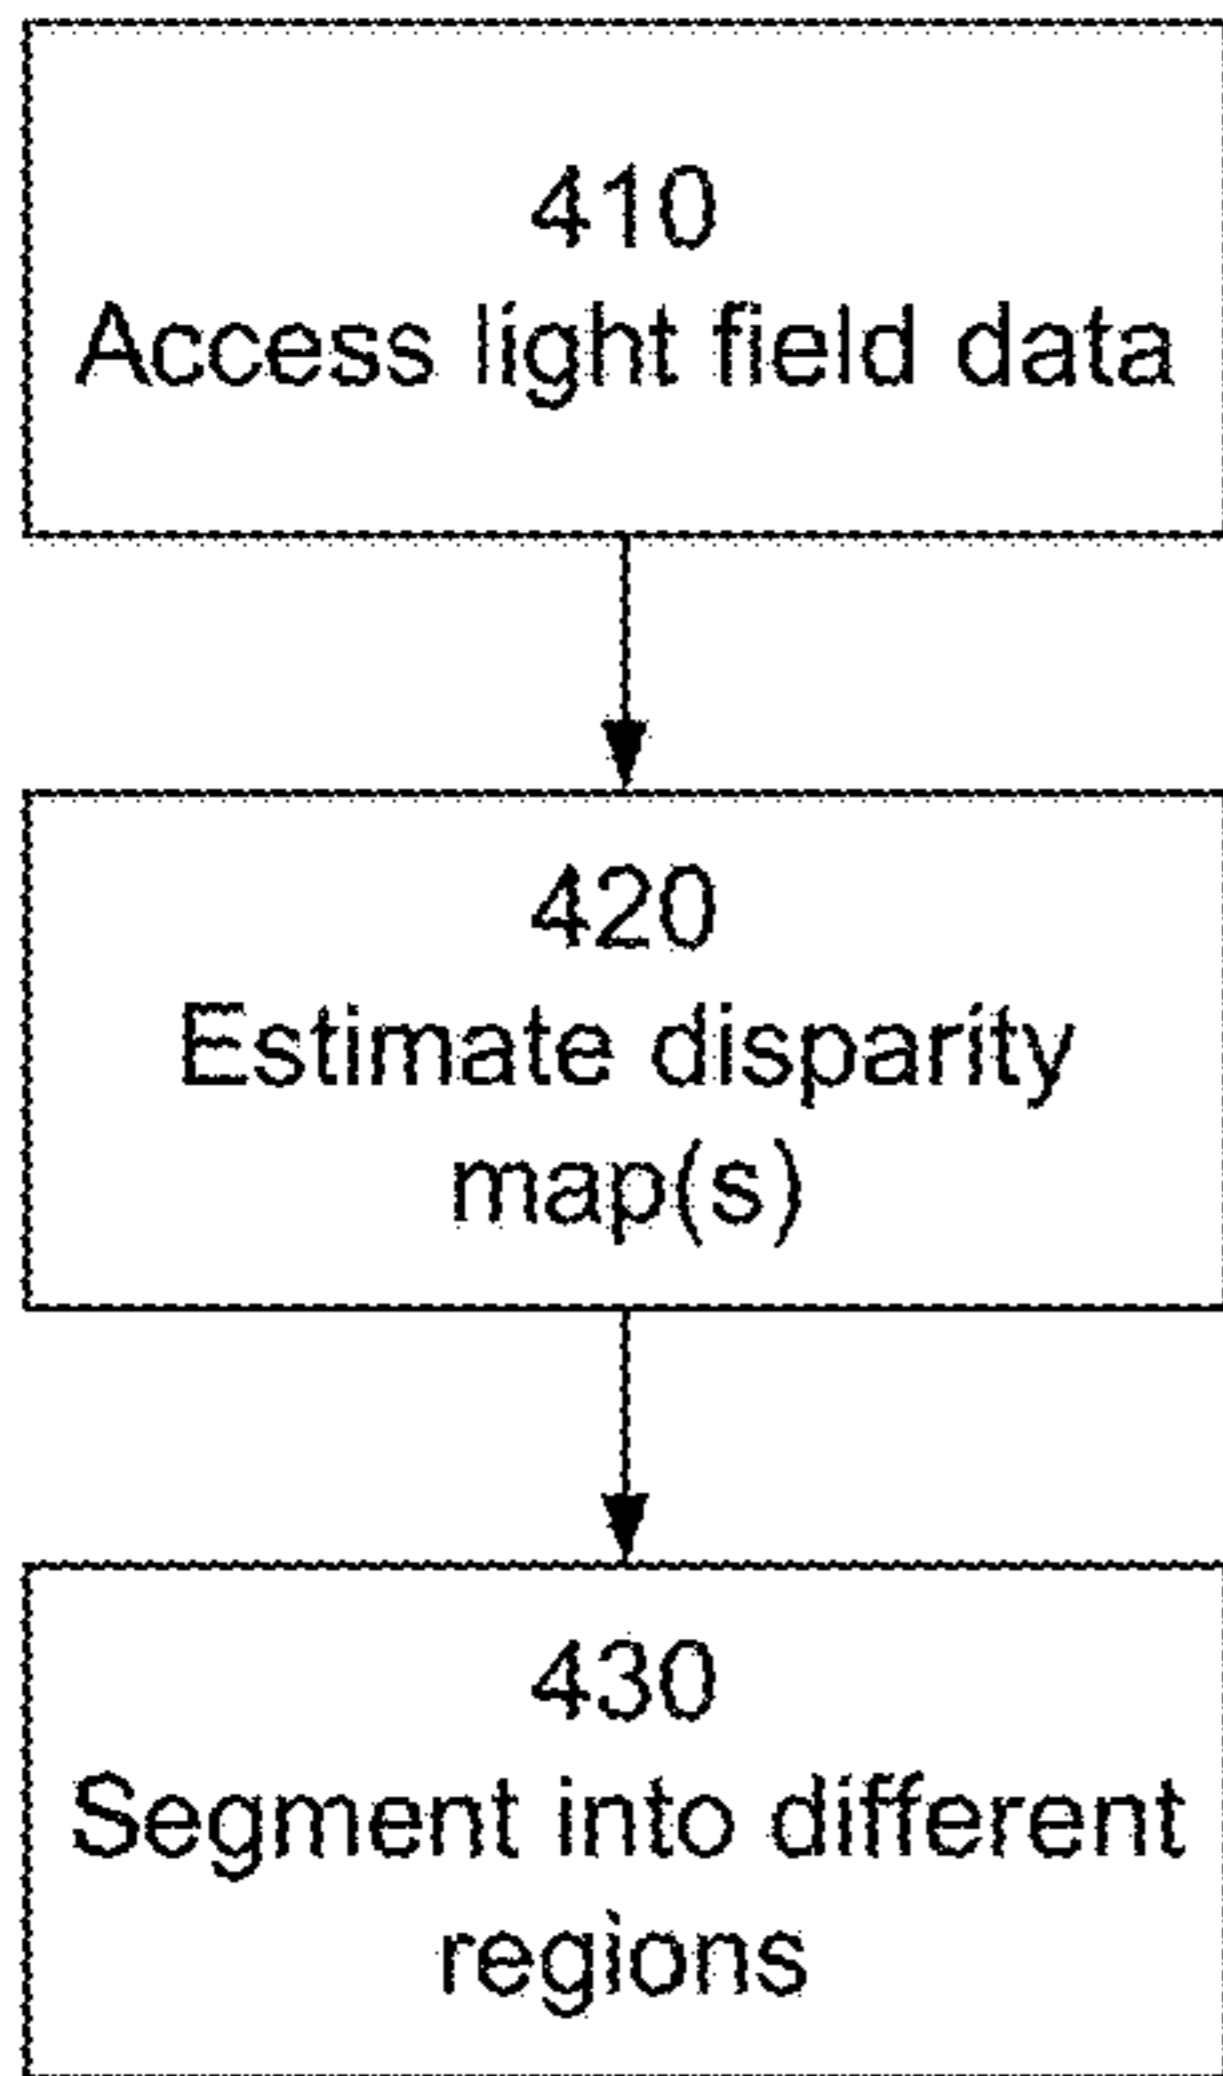 410
Access light field data
420
Estimate disparity
map(s)
430
Segment into different
regions